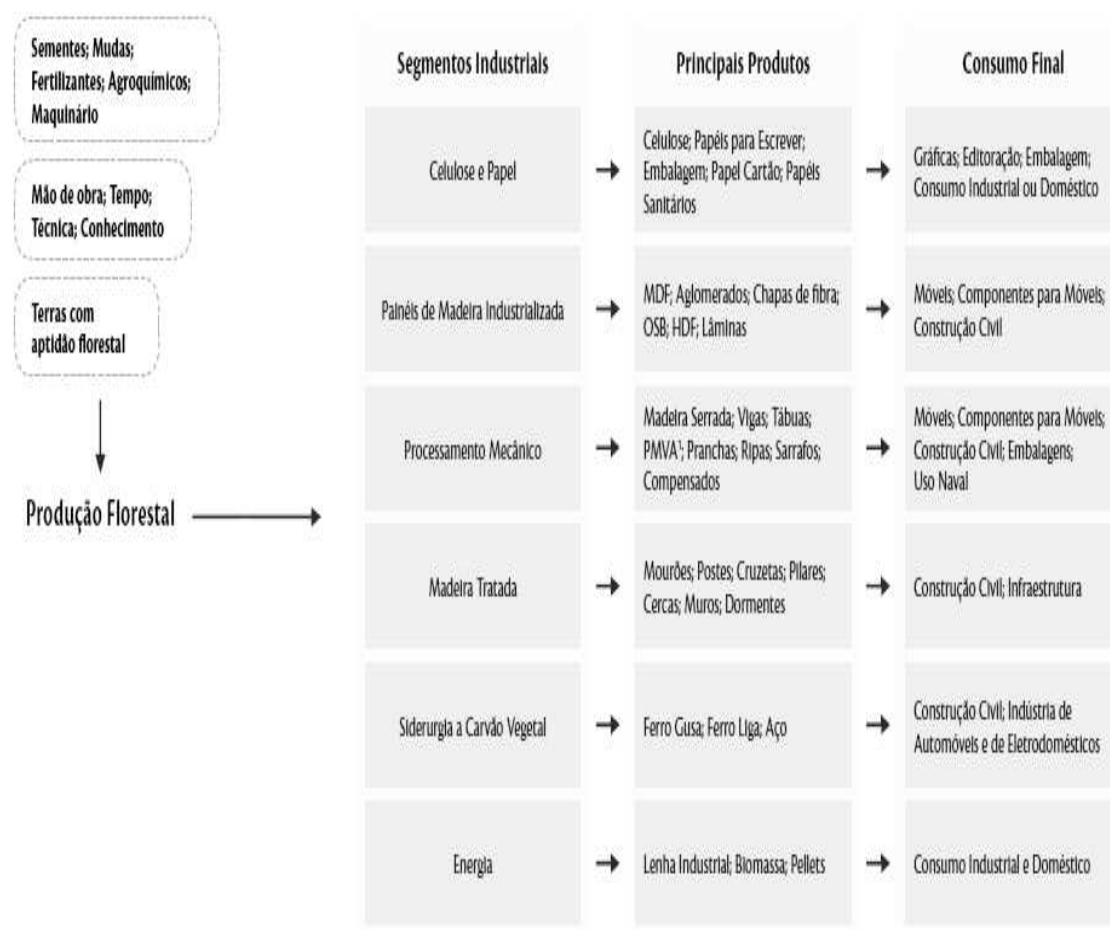 Sementes; Mudas;
Fertilizantes; Agroquímicos;
Maquinário
Mão de obra; Tempo;
Técnica; Conhecimento
Terras com
aptidão florestal
Produção Florestal
Segmentos Industriais
Principais Produtos
Consumo Final
Celulose e Papel
Celulose; Papéis para Escrever;
Embalagem; Papel Cartão; Papéis
Sanitários
Gráficas; Editoração; Embalagem;
Consumo Industrial ou Doméstico
Painéis de Madeira Industrializada
MDF; Aglomerados; Chapas de fibra;
OSB; HDF; Lâminas
Móveis; Componentes para Móveis;
Construção Civil
Processamento Mecânico
Madeira Serrada; Vigas; Tábuas;
PMVA¹; Pranchas; Ripas; Sarrafos;
Compensados
Móveis; Componentes para Móveis;
Construção Civil; Embalagens;
Uso Naval
Madeira Tratada
Mourões; Postes; Cruzetas; Pilares;
Cercas; Muros; Dormentes
Construção Civil; Infraestrutura
Siderurgia a Carvão Vegetal
Ferro Gusa; Ferro Liga; Aço
Construção Civil; Indústria de
Automóveis e de Eletrodomésticos
Energia
Lenha Industrial; Biomassa; Pellets
Consumo Industrial e Doméstico